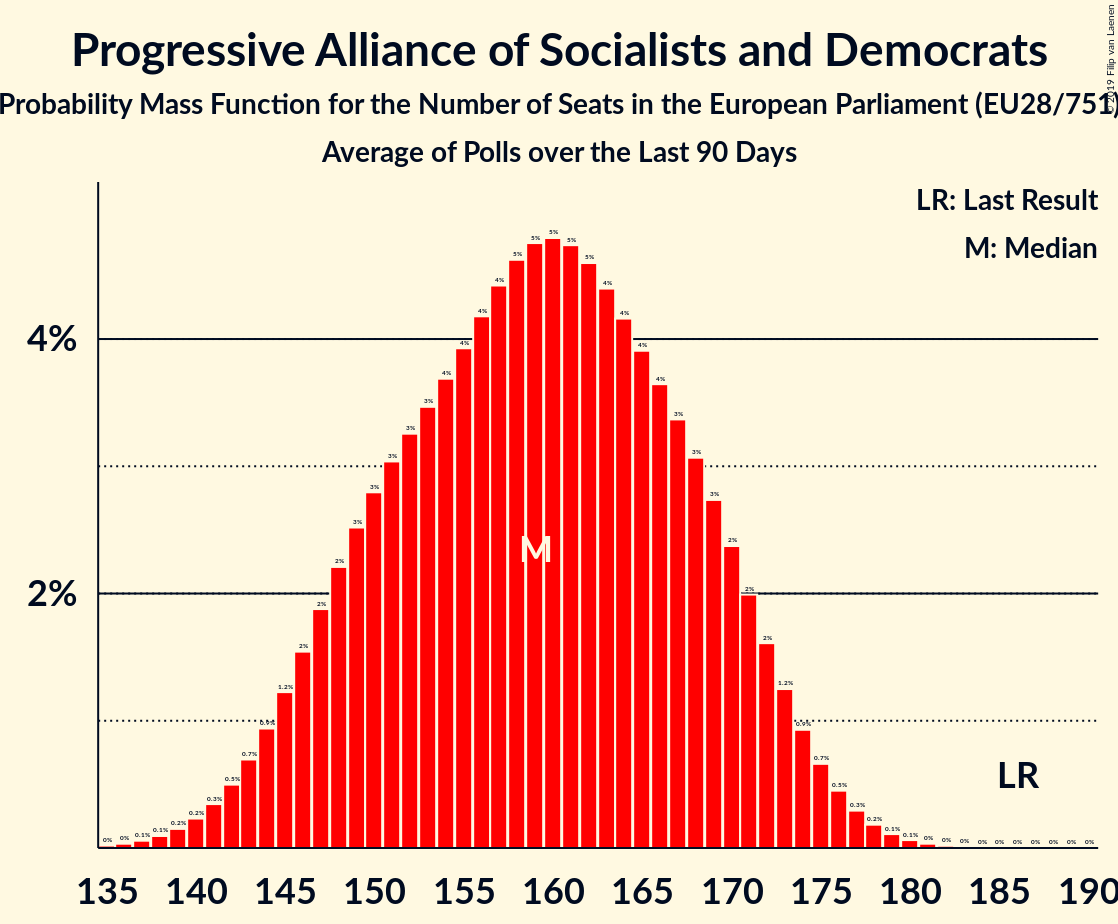 Progressive Alliance of Socialists and Democrats
Probability Mass Function for the Number of Seats in the European Parliament (EU28/751)
Average of Polls over the Last 90 Days
© 2019 Filip van Laenen
LR: Last Result
M: Median
4%
2%
0% 0% 0.1% 0.1% 0.2% 0.2% 0.3% 0.5% 0.7% 0.9% 1.2% 2% 2% 2% 3% 3% 3% 3% 3% 4% 4% 4% 4% 5% 5% 5% 5% 5% 4% 4% 4% 4% 3% 3% 3% 2% 2% 2% 1.2% 0.9% 0.7% 0.5% 0.3% 0.2% 0.1% 0.1% 0% 0% 0% 0% 0% 0% 0% 0% 0% 0%
M
LR
135 140 145 150 155 160 165 170 175 180 185 190